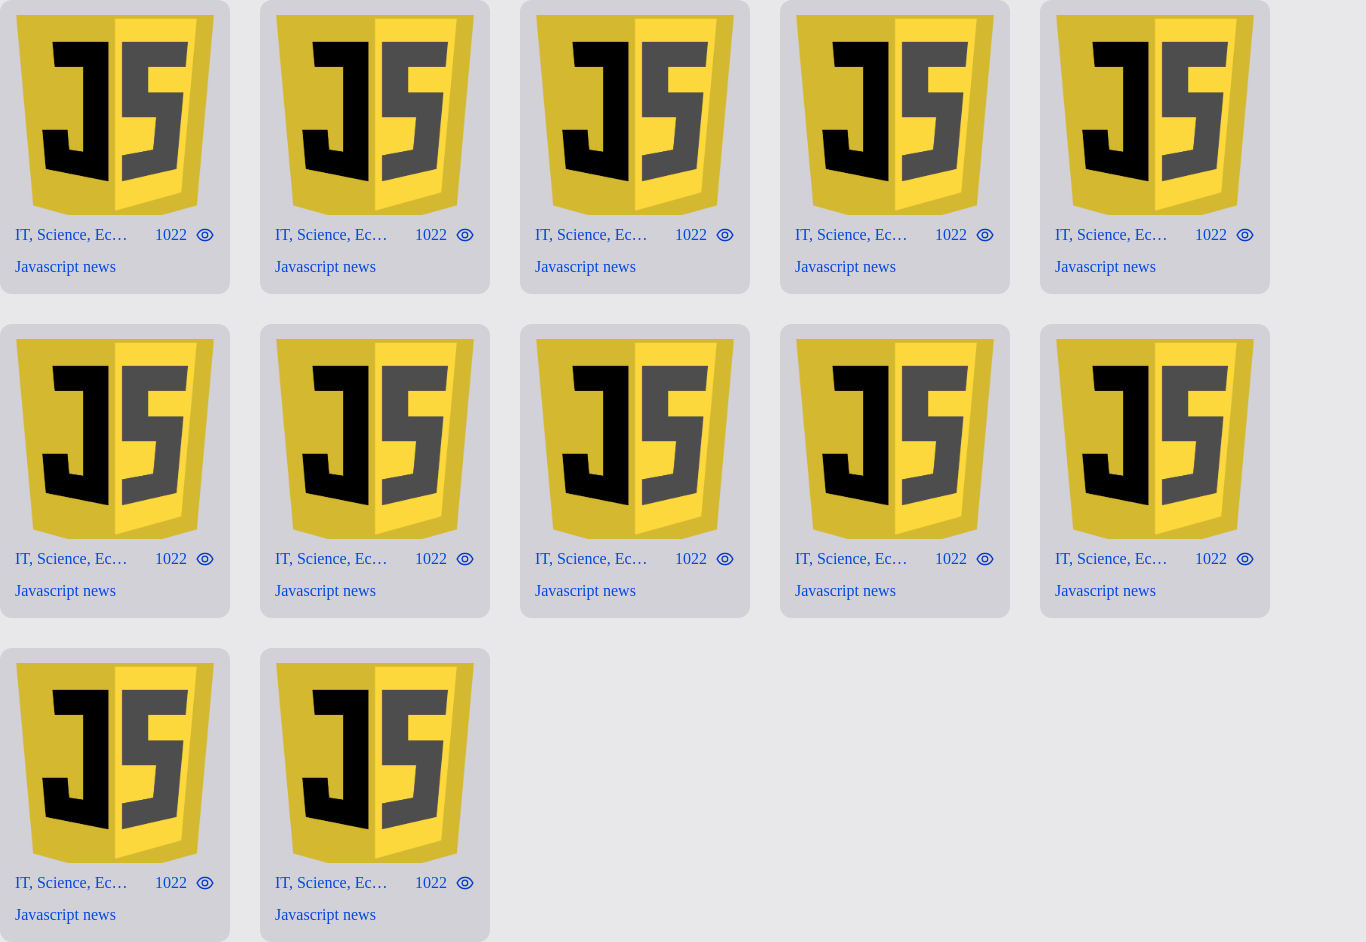 JS JS JS JS JS
IT, Science, Ec… 1022 IT, Science, Ec… 1022 IT, Science, Ec… 1022 IT, Science, Ec… 1022 IT, Science, Ec… 1022
Javascript news Javascript news Javascript news Javascript news Javascript news
JS JS JS JS JS
IT, Science, Ec… 1022 IT, Science, Ec… 1022 IT, Science, Ec… 1022 IT, Science, Ec… 1022 IT, Science, Ec… 1022
Javascript news Javascript news Javascript news Javascript news Javascript news
JS JS
IT, Science, Ec… 1022 IT, Science, Ec… 1022
Javascript news Javascript news